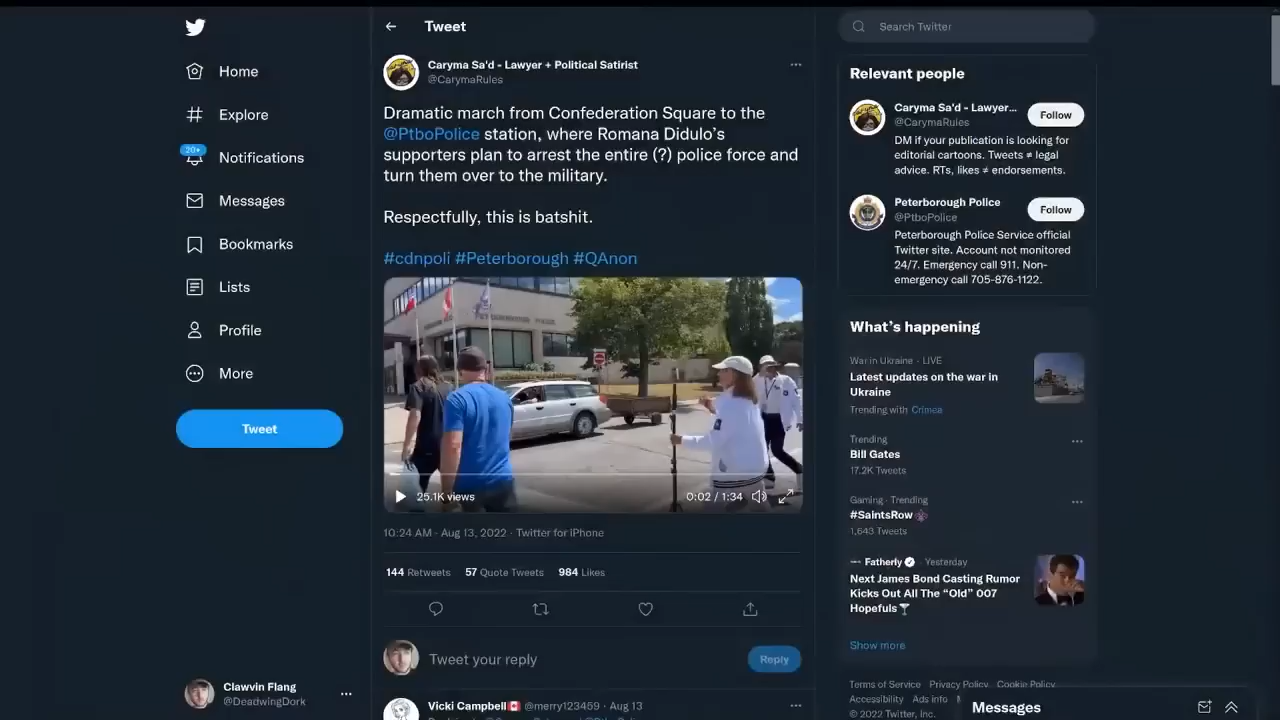 Home
Explore
20+
Notifications
Messages
Bookmarks
Lists
Profile
More
Tweet
Clawvin Flang
@DeadwingDork
Tweet
Caryma Sa'd - Lawyer + Political Satirist
@CarymaRules
Dramatic march from Confederation Square to the
@PtboPolice station, where Romana Didulo's
supporters plan to arrest the entire (?) police force and
turn them over to the military.
Respectfully, this is batshit.
#cdnpoli #Peterborough #QAnon
25.1K views
0:02 / 1:34
10:24 AM · Aug 13, 2022 · Twitter for iPhone
144 Retweets 57 Quote Tweets 984 Likes
Tweet your reply
Reply
Vicki Campbell @merry123459 · Aug 13
Search Twitter
Relevant people
Caryma Sa'd - Lawyer...
@CarymaRules
Follow
DM if your publication is looking for
editorial cartoons. Tweets ≠ legal
advice. RTs, likes ≠ endorsements.
Peterborough Police
@PtboPolice
Follow
Peterborough Police Service official
Twitter site. Account not monitored
24/7. Emergency call 911. Non-
emergency call 705-876-1122.
What's happening
War in Ukraine · LIVE
Latest updates on the war in
Ukraine
Trending with Crimea
Trending
Bill Gates
17.2K Tweets
Gaming · Trending
#SaintsRow
1,643 Tweets
Fatherly · Yesterday
Next James Bond Casting Rumor
Kicks Out All The "Old" 007
Hopefuls
Show more
Terms of Service Privacy Policy Cookie Policy
Accessibility Ads info
© 2022 Twitter, Inc.
Messages